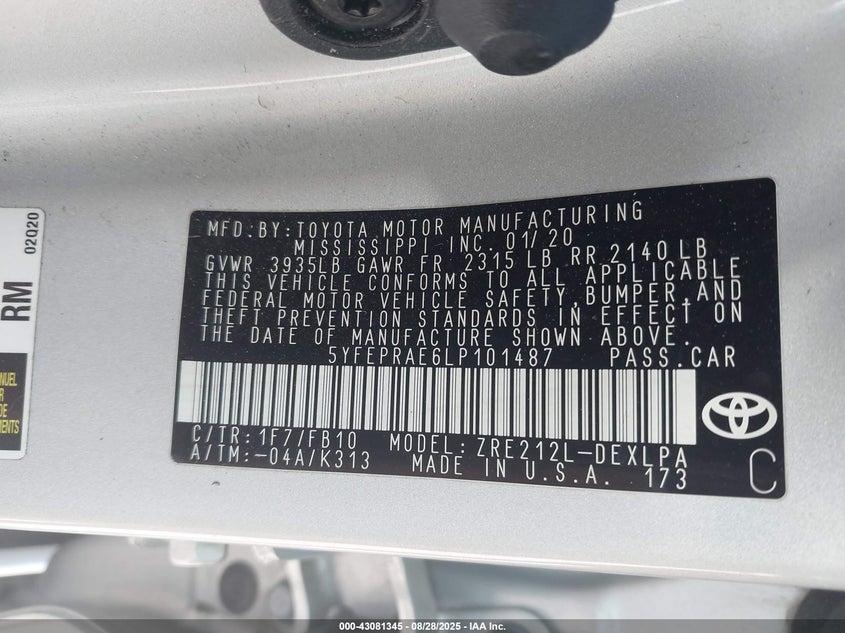 MFD. BY: TOYOTA MOTOR MANUFACTURING
MISSISSIPPI INC. 01/20
GVWR 3935LB GAWR FR. 2315 LB RR. 2140 LB
THIS VEHICLE CONFORMS TO ALL APPLICABLE
FEDERAL MOTOR VEHICLE SAFETY, BUMPER, AND
THEFT PREVENTION STANDARDS IN EFFECT ON
THE DATE OF MANUFACTURE SHOWN ABOVE.
5YFEPRAE6LP101487 PASS. CAR
C/TR: 1F7/FB10 MODEL: ZRE212L-DEXLPA
A/TM: -04A/K313 MADE IN U.S.A. 173
C
02Q20
RM
000-43081345 - 08/28/2025 - IAA Inc.